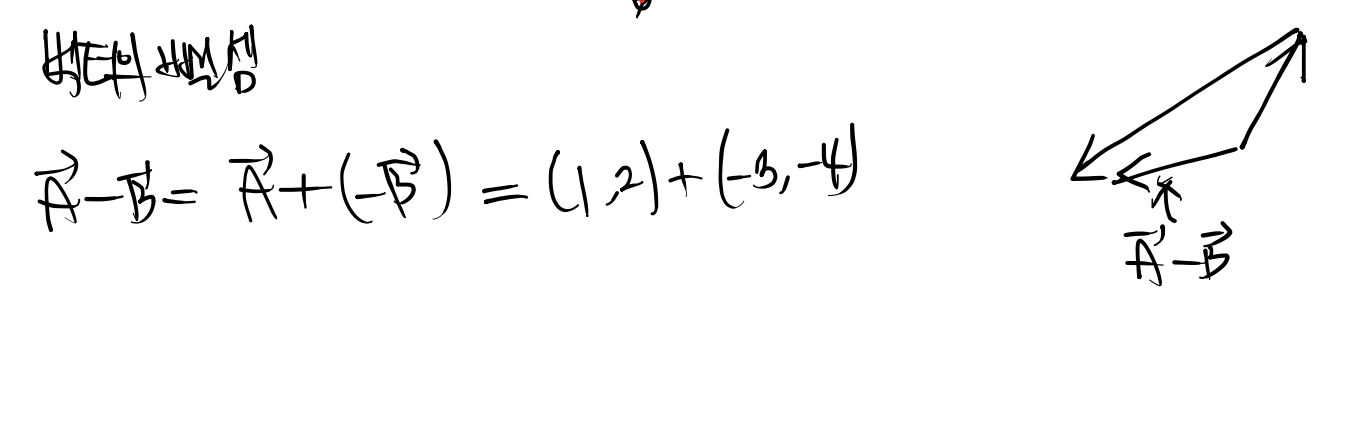 벡터의 뺄셈
A⃗ - B⃗ = A⃗ + (-B⃗) = (1, 2) + (-3, -4)
A⃗ - B⃗